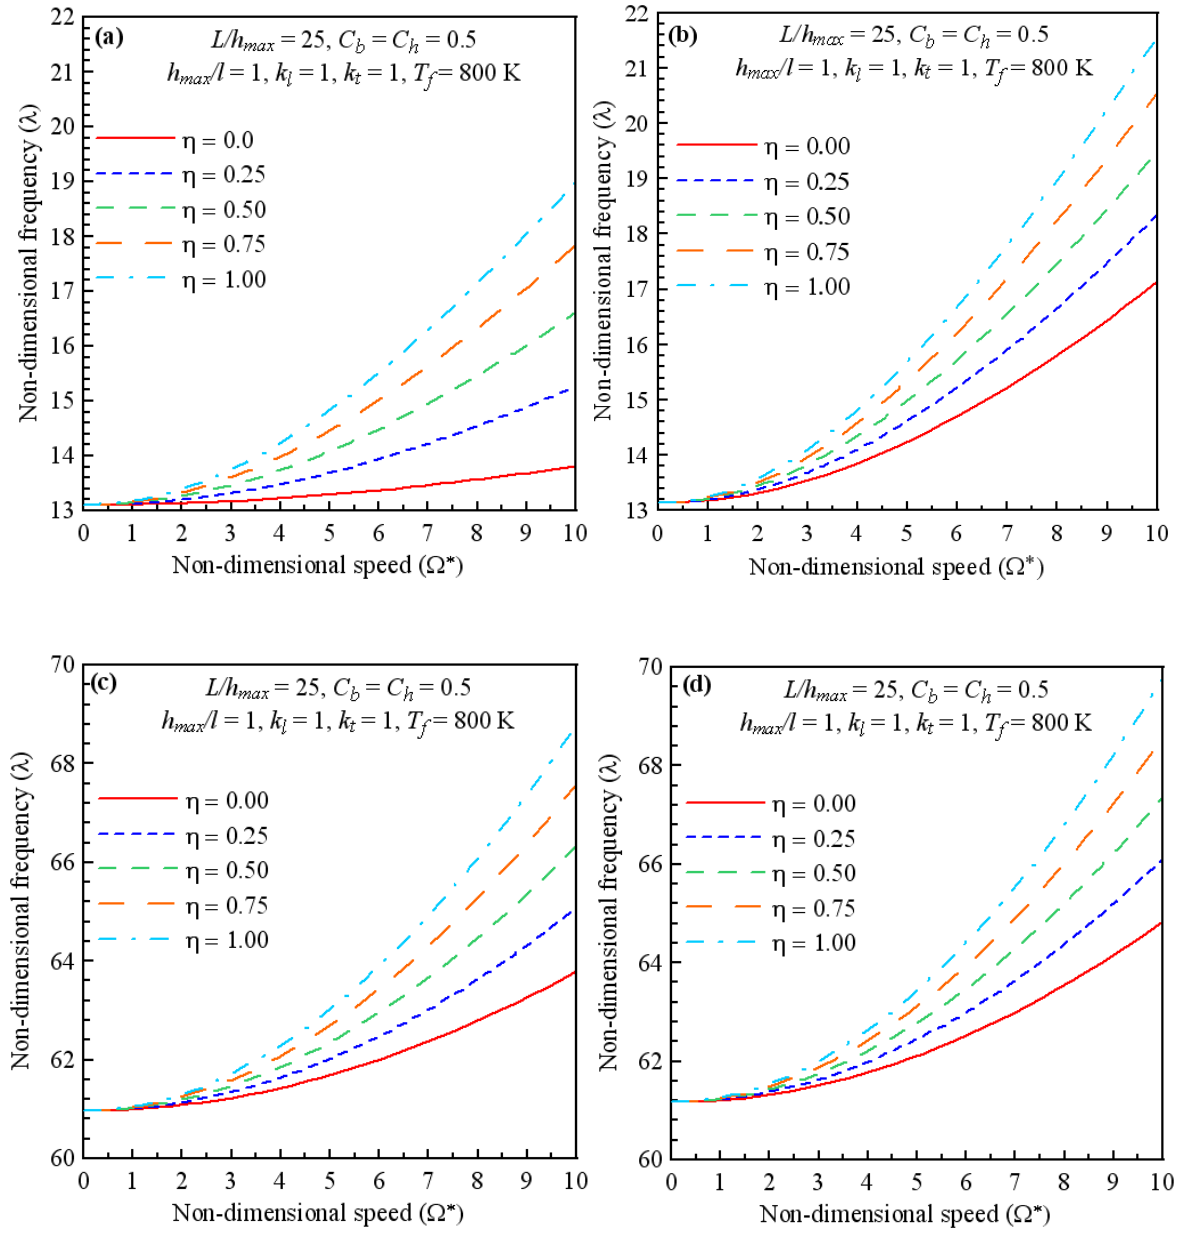 (a)
L/hmax = 25, Cb = Ch = 0.5
hmax/l = 1, kl = 1, kt = 1, Tf = 800 K
η = 0.0
η = 0.25
η = 0.50
η = 0.75
η = 1.00
Non-dimensional frequency (λ)
22
21
20
19
18
17
16
15
14
13
0 1 2 3 4 5 6 7 8 9 10
Non-dimensional speed (Ω*)
(b)
L/hmax = 25, Cb = Ch = 0.5
hmax/l = 1, kl = 1, kt = 1, Tf = 800 K
η = 0.00
η = 0.25
η = 0.50
η = 0.75
η = 1.00
Non-dimensional frequency (λ)
22
21
20
19
18
17
16
15
14
13
0 1 2 3 4 5 6 7 8 9 10
Non-dimensional speed (Ω*)
(c)
L/hmax = 25, Cb = Ch = 0.5
hmax/l = 1, kl = 1, kt = 1, Tf = 800 K
η = 0.00
η = 0.25
η = 0.50
η = 0.75
η = 1.00
Non-dimensional frequency (λ)
70
68
66
64
62
60
0 1 2 3 4 5 6 7 8 9 10
Non-dimensional speed (Ω*)
(d)
L/hmax = 25, Cb = Ch = 0.5
hmax/l = 1, kl = 1, kt = 1, Tf = 800 K
η = 0.00
η = 0.25
η = 0.50
η = 0.75
η = 1.00
Non-dimensional frequency (λ)
70
68
66
64
62
60
0 1 2 3 4 5 6 7 8 9 10
Non-dimensional speed (Ω*)